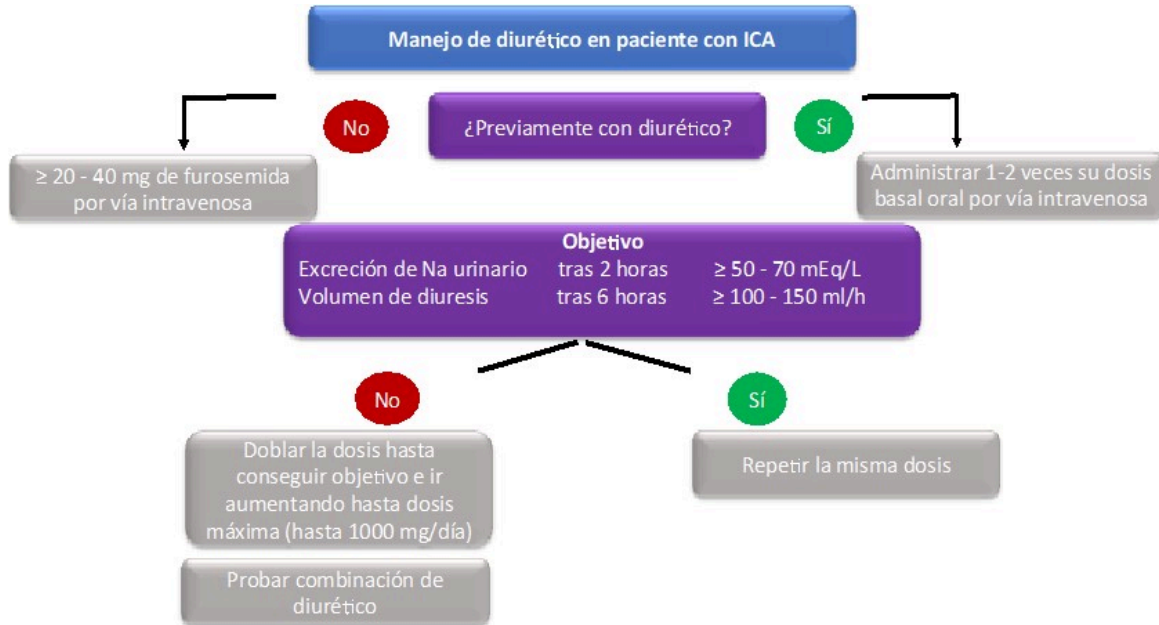 Manejo de diurético en paciente con ICA
No
¿Previamente con diurético?
Sí
≥ 20 - 40 mg de furosemida
por vía intravenosa
Administrar 1-2 veces su dosis
basal oral por vía intravenosa
Objetivo
Excreción de Na urinario tras 2 horas ≥ 50 - 70 mEq/L
Volumen de diuresis tras 6 horas ≥ 100 - 150 ml/h
No
Sí
Doblar la dosis hasta
conseguir objetivo e ir
aumentando hasta dosis
máxima (hasta 1000 mg/día)
Repetir la misma dosis
Probar combinación de
diurético